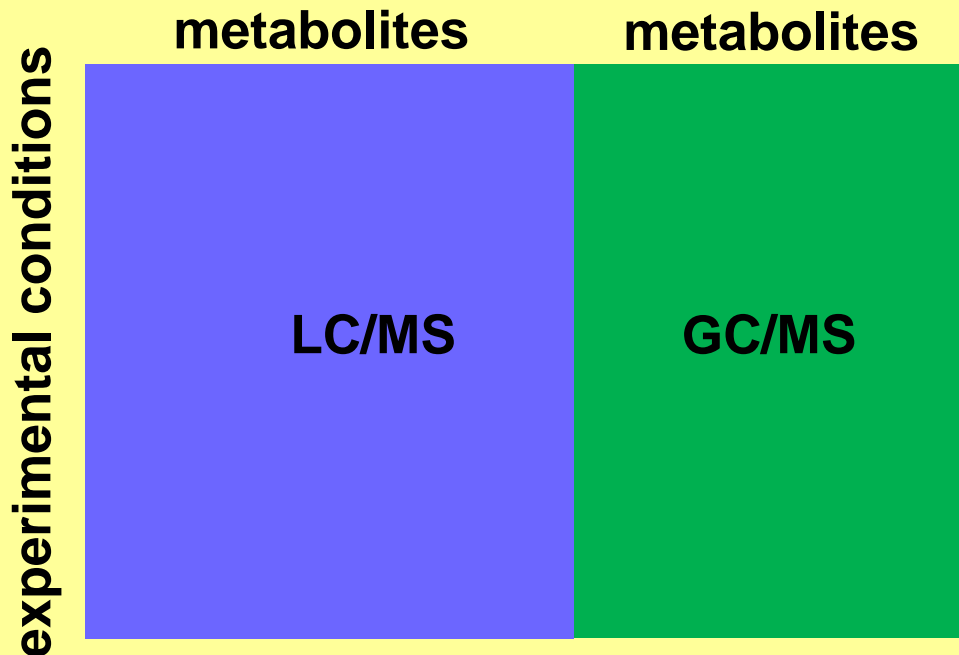 metabolites
metabolites
experimental conditions
LC/MS
GC/MS